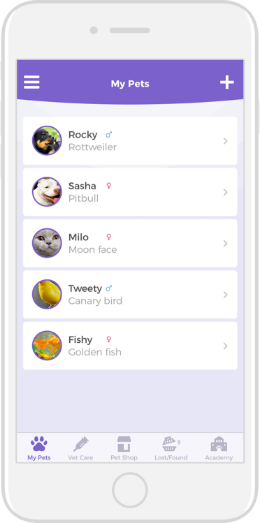 My Pets
Rocky
Rottweiler
Sasha
Pitbull
Milo
Moon face
Tweety
Canary bird
Fishy
Golden fish
My Pets Vet Care Pet Shop Lost/Found Academy